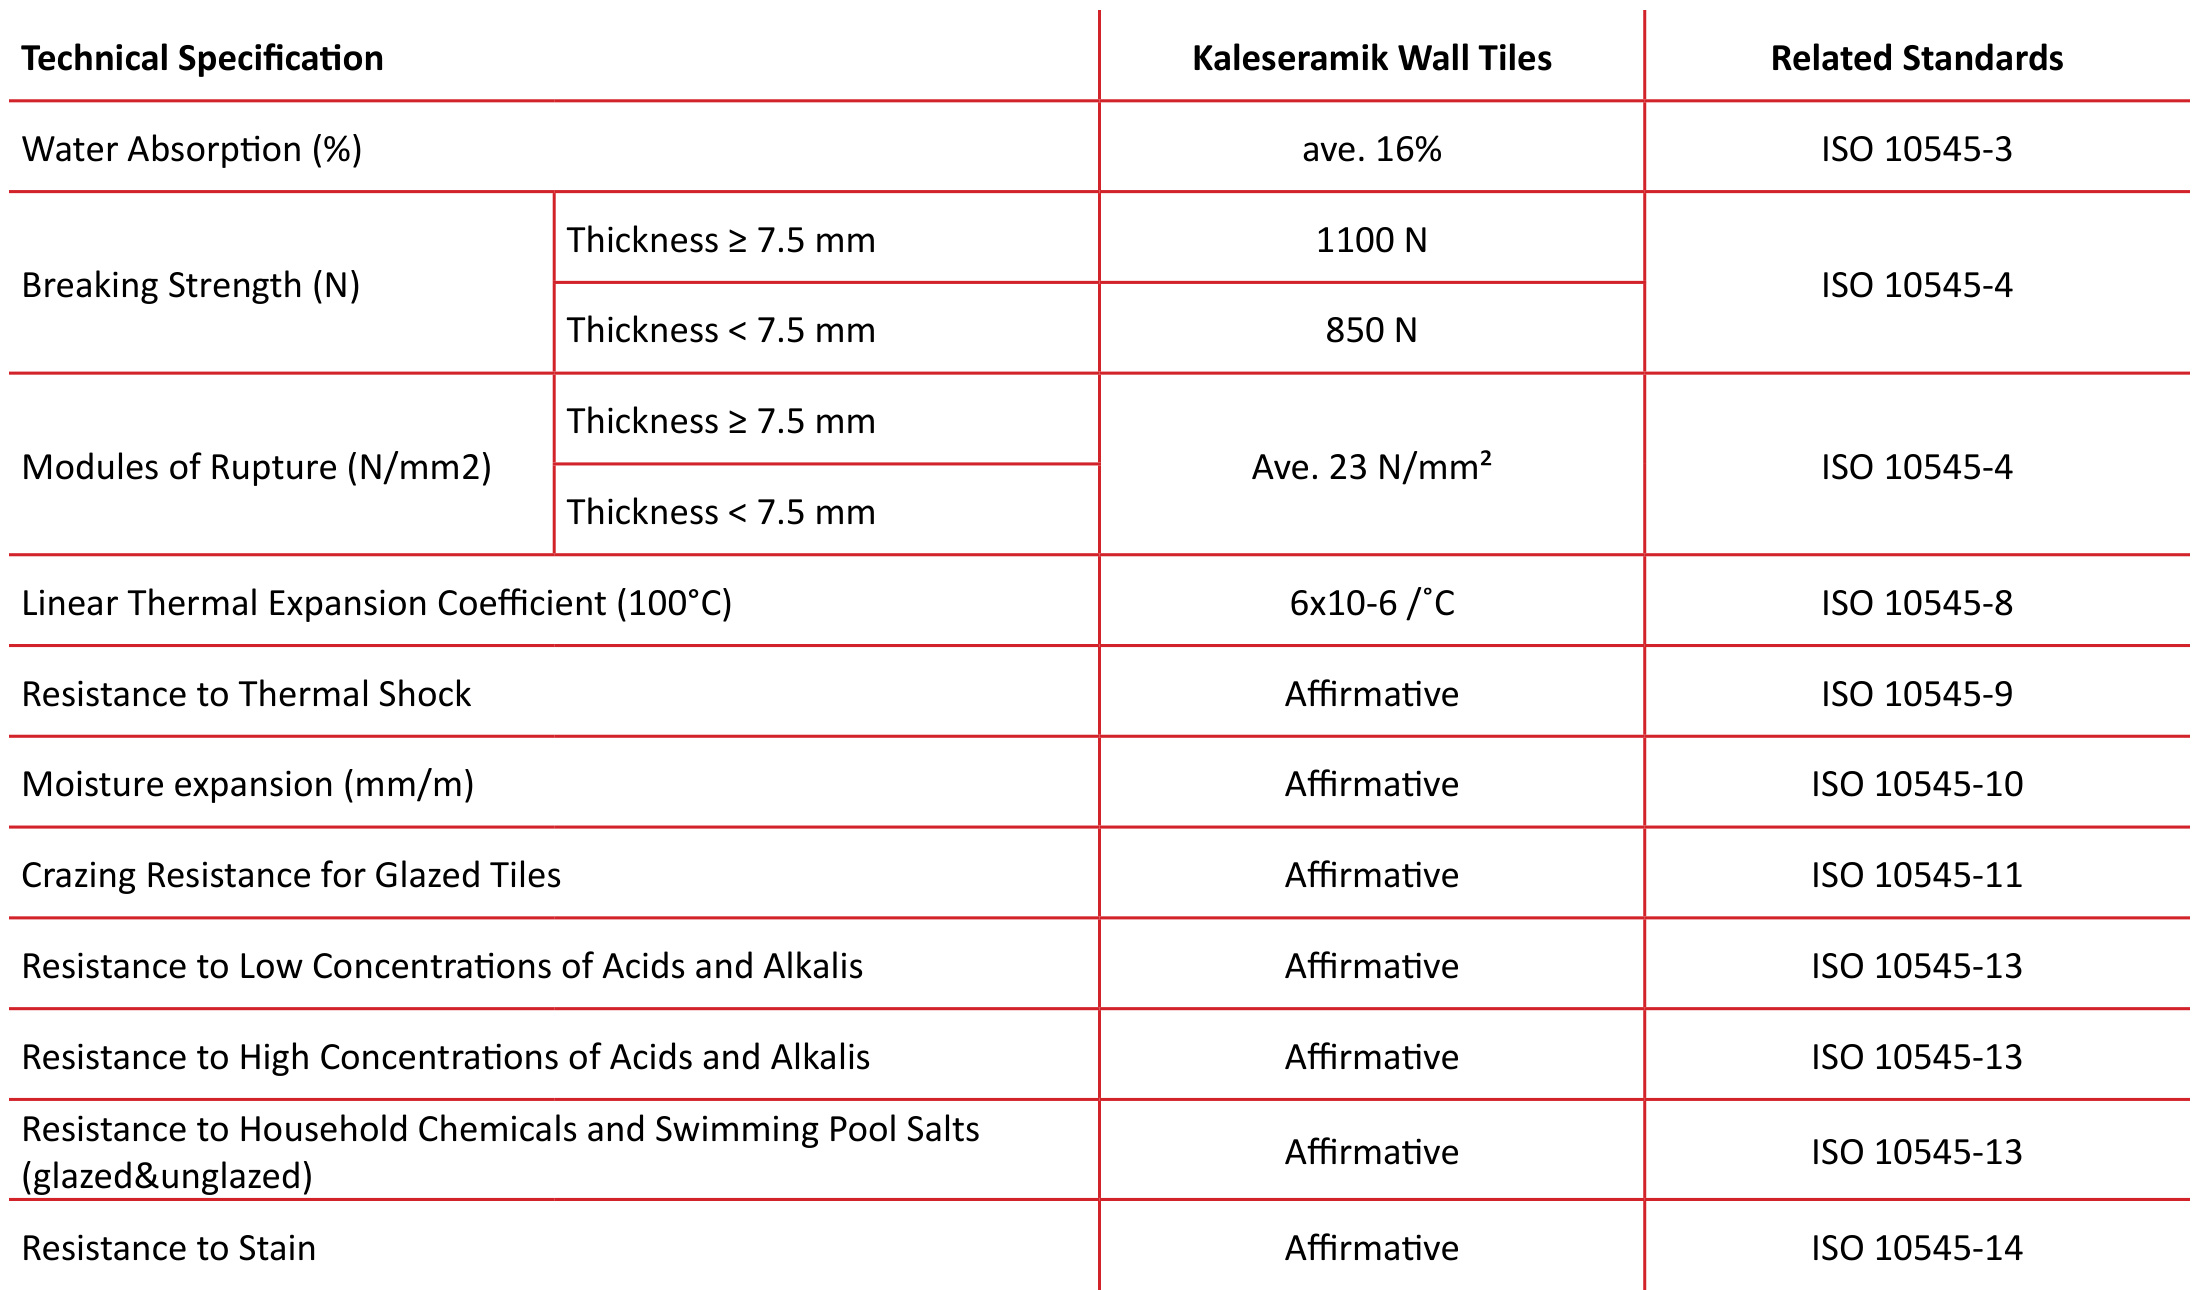 Technical Specification Kaleseramik Wall Tiles Related Standards
Water Absorption (%) ave. 16% ISO 10545-3
Breaking Strength (N) Thickness ≥ 7.5 mm 1100 N ISO 10545-4
Thickness < 7.5 mm 850 N
Modules of Rupture (N/mm2) Thickness ≥ 7.5 mm Ave. 23 N/mm² ISO 10545-4
Thickness < 7.5 mm
Linear Thermal Expansion Coefficient (100°C) 6x10-6 /˚C ISO 10545-8
Resistance to Thermal Shock Affirmative ISO 10545-9
Moisture expansion (mm/m) Affirmative ISO 10545-10
Crazing Resistance for Glazed Tiles Affirmative ISO 10545-11
Resistance to Low Concentrations of Acids and Alkalis Affirmative ISO 10545-13
Resistance to High Concentrations of Acids and Alkalis Affirmative ISO 10545-13
Resistance to Household Chemicals and Swimming Pool Salts
(glazed&unglazed) Affirmative ISO 10545-13
Resistance to Stain Affirmative ISO 10545-14